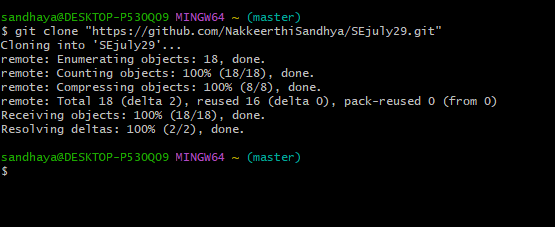 sandhaya@DESKTOP-P530QO9 MINGW64 ~ (master)
$ git clone "https://github.com/NakkeerthiSandhya/SEjuly29.git"
Cloning into 'SEjuly29'...
remote: Enumerating objects: 18, done.
remote: Counting objects: 100% (18/18), done.
remote: Compressing objects: 100% (8/8), done.
remote: Total 18 (delta 2), reused 16 (delta 0), pack-reused 0 (from 0)
Receiving objects: 100% (18/18), done.
Resolving deltas: 100% (2/2), done.
sandhaya@DESKTOP-P530QO9 MINGW64 ~ (master)
$